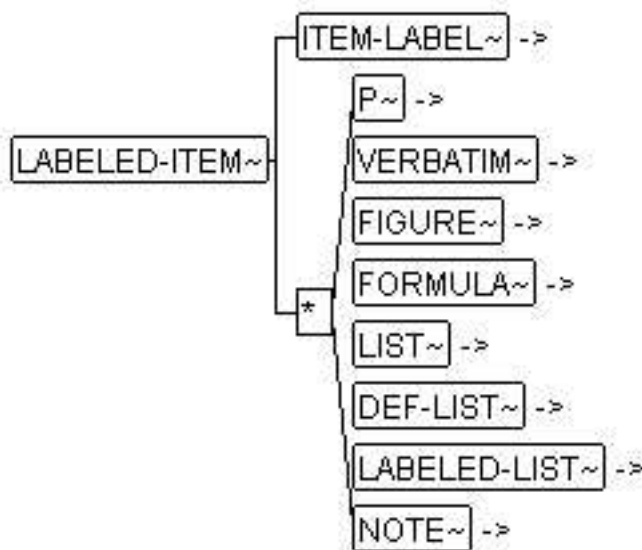 ITEM-LABEL~ ->
P~ ->
LABELED-ITEM~
VERBATIM~ ->
FIGURE~ ->
FORMULA~ ->
*
LIST~ ->
DEF-LIST~ ->
LABELED-LIST~ ->
NOTE~ ->